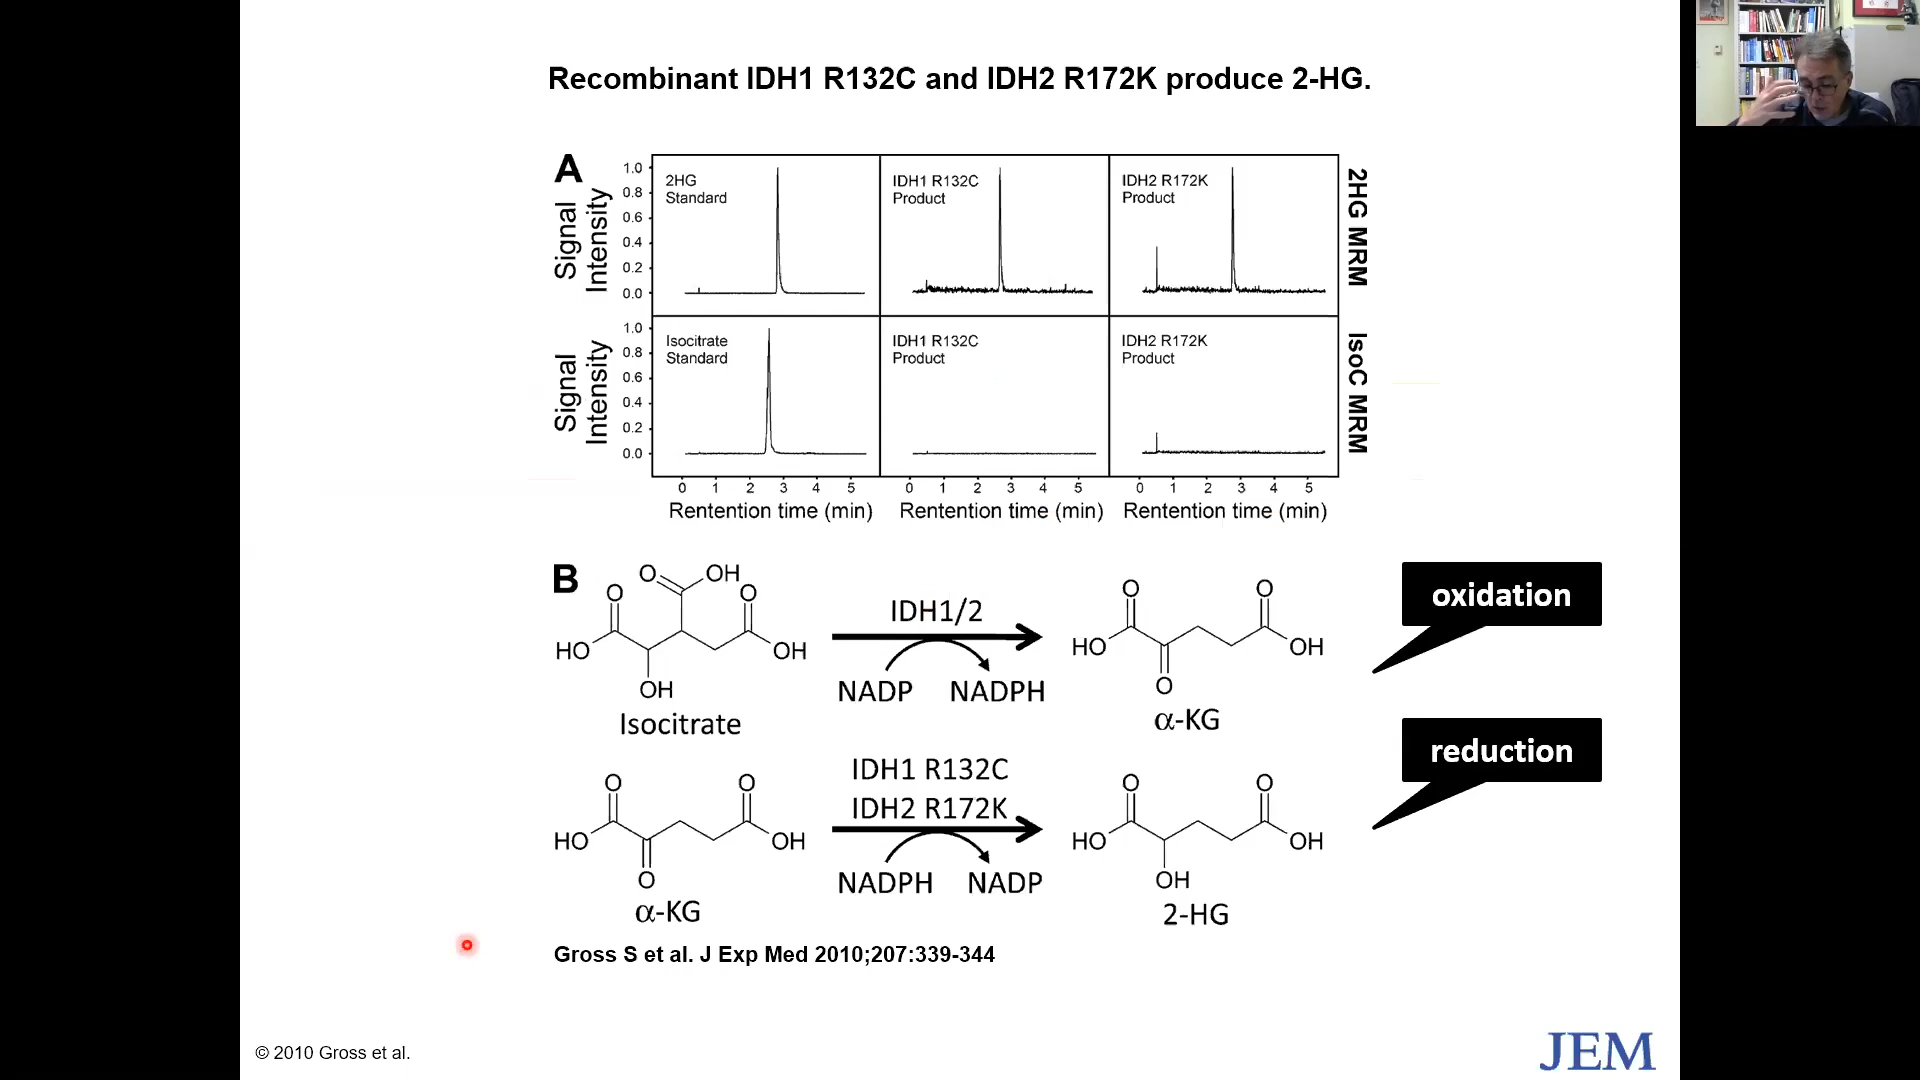 Recombinant IDH1 R132C and IDH2 R172K produce 2-HG.
A
Signal
Intensity
1.0
0.8
0.6
0.4
0.2
0.0
2HG
Standard
IDH1 R132C
Product
IDH2 R172K
Product
2HG MRM
Signal
Intensity
1.0
0.8
0.6
0.4
0.2
0.0
Isocitrate
Standard
IDH1 R132C
Product
IDH2 R172K
Product
IsoC MRM
0 1 2 3 4 5
0 1 2 3 4 5
0 1 2 3 4 5
Rentention time (min)
Rentention time (min)
Rentention time (min)
B
O
OH
O
O
HO
OH
OH
Isocitrate
IDH1/2
NADP
NADPH
O
O
HO
OH
O
α-KG
oxidation
O
O
HO
OH
O
α-KG
IDH1 R132C
IDH2 R172K
NADPH
NADP
O
O
HO
OH
OH
2-HG
reduction
Gross S et al. J Exp Med 2010;207:339-344
© 2010 Gross et al.
JEM